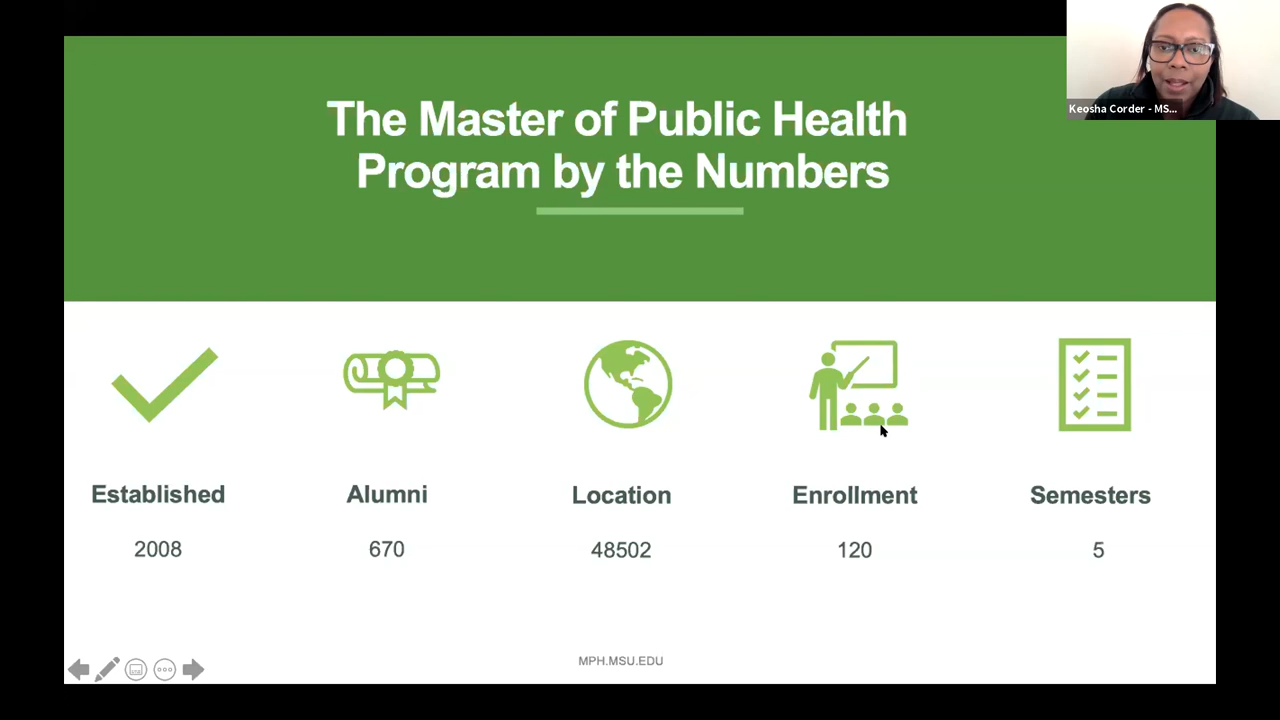 Keosha Corder - MS...
The Master of Public Health
Program by the Numbers
Established
Alumni
Location
Enrollment
Semesters
2008
670
48502
120
5
MPH.MSU.EDU